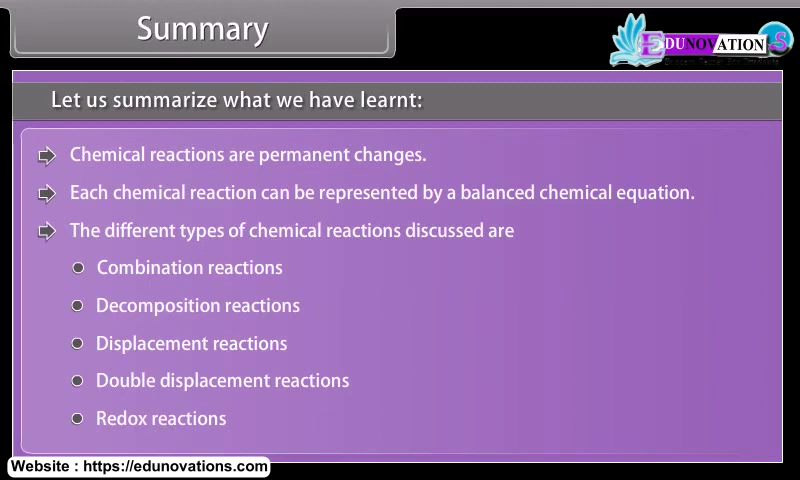 Summary
EDUNOVATION.S
Let us summarize what we have learnt:
Chemical reactions are permanent changes.
Each chemical reaction can be represented by a balanced chemical equation.
The different types of chemical reactions discussed are
Combination reactions
Decomposition reactions
Displacement reactions
Double displacement reactions
Redox reactions
Website : https://edunovations.com